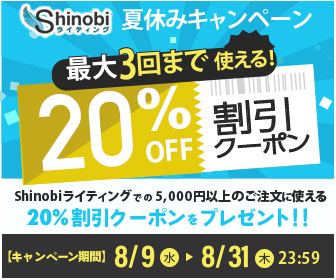 Shinobi
ライティング
夏休みキャンペーン
最大3回まで使える!
20%OFF
割引
クーポン
Shinobiライティングでの5,000円以上のご注文に使える
20%割引クーポンをプレゼント!!
【キャンペーン期間】8/9水▶8/31木23:59